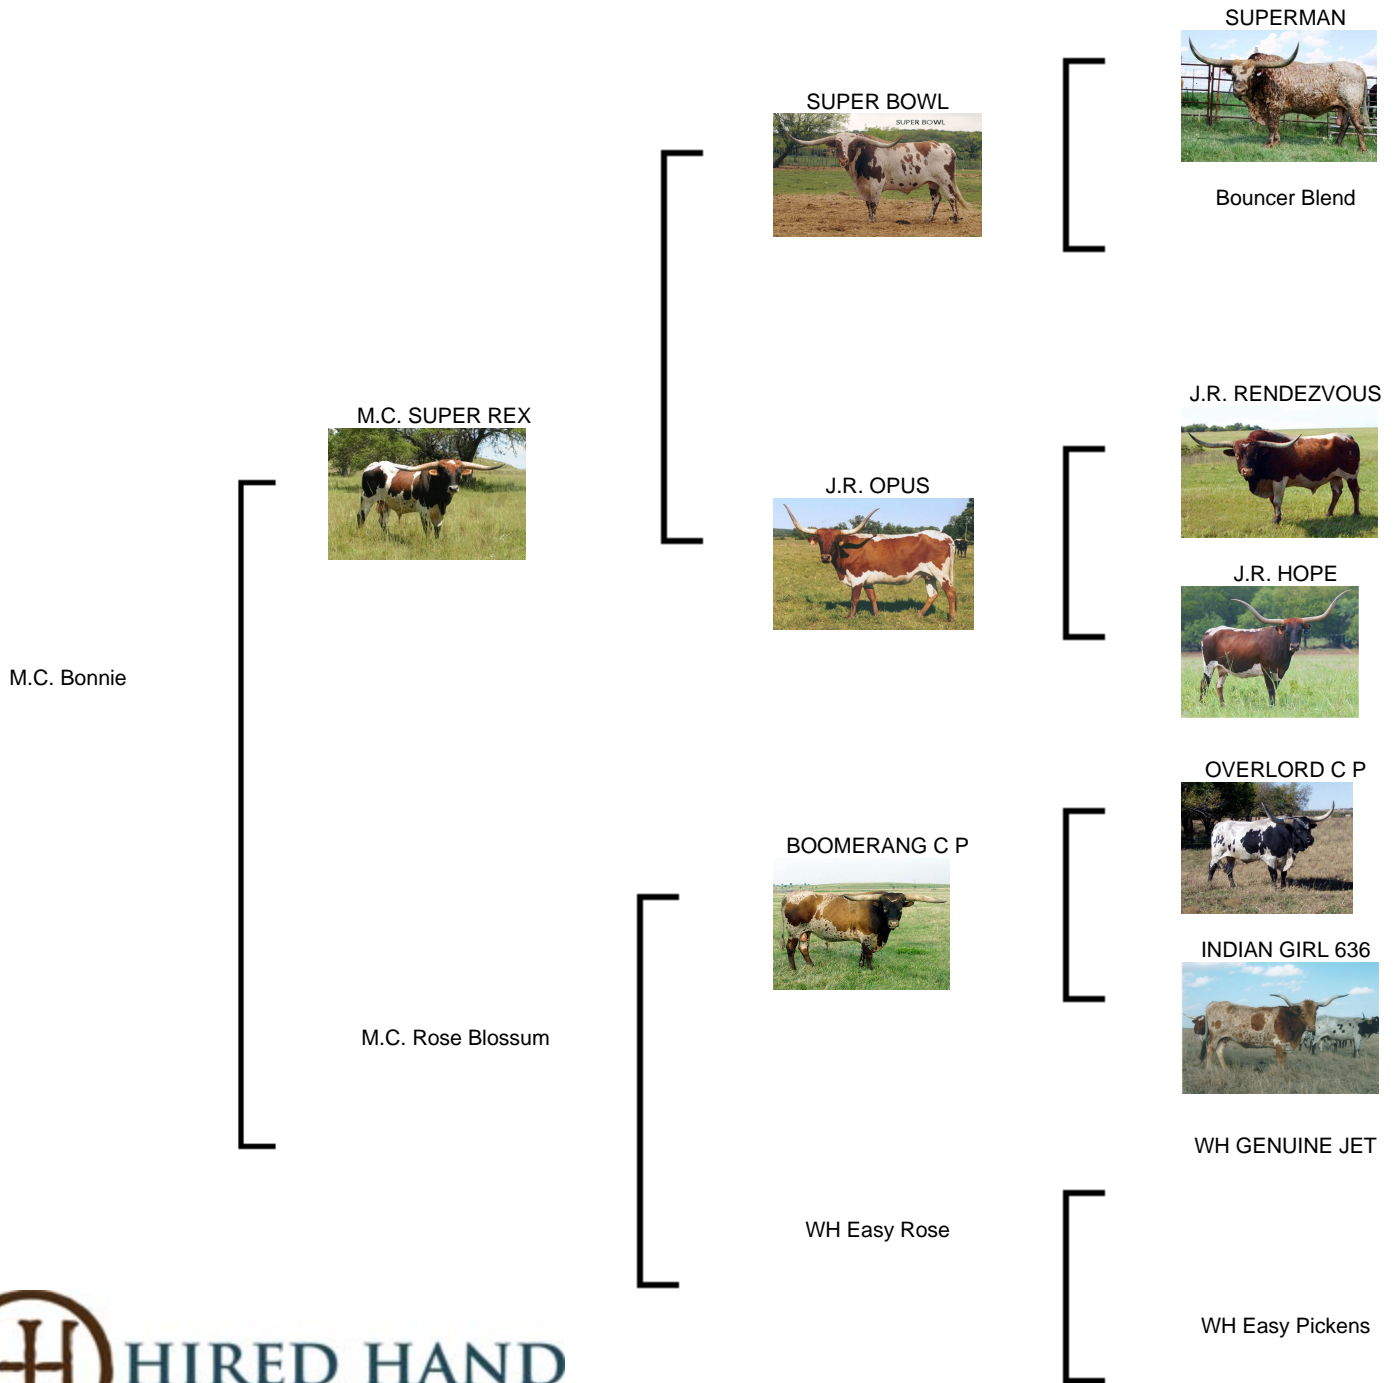 SUPERMAN
SUPER BOWL
SUPER BOWL
Bouncer Blend
J.R. RENDEZVOUS
M.C. SUPER REX
J.R. OPUS
J.R. HOPE
M.C. Bonnie
OVERLORD C P
BOOMERANG C P
INDIAN GIRL 636
M.C. Rose Blossum
WH GENUINE JET
WH Easy Rose
WH Easy Pickens
H HIRED HAND